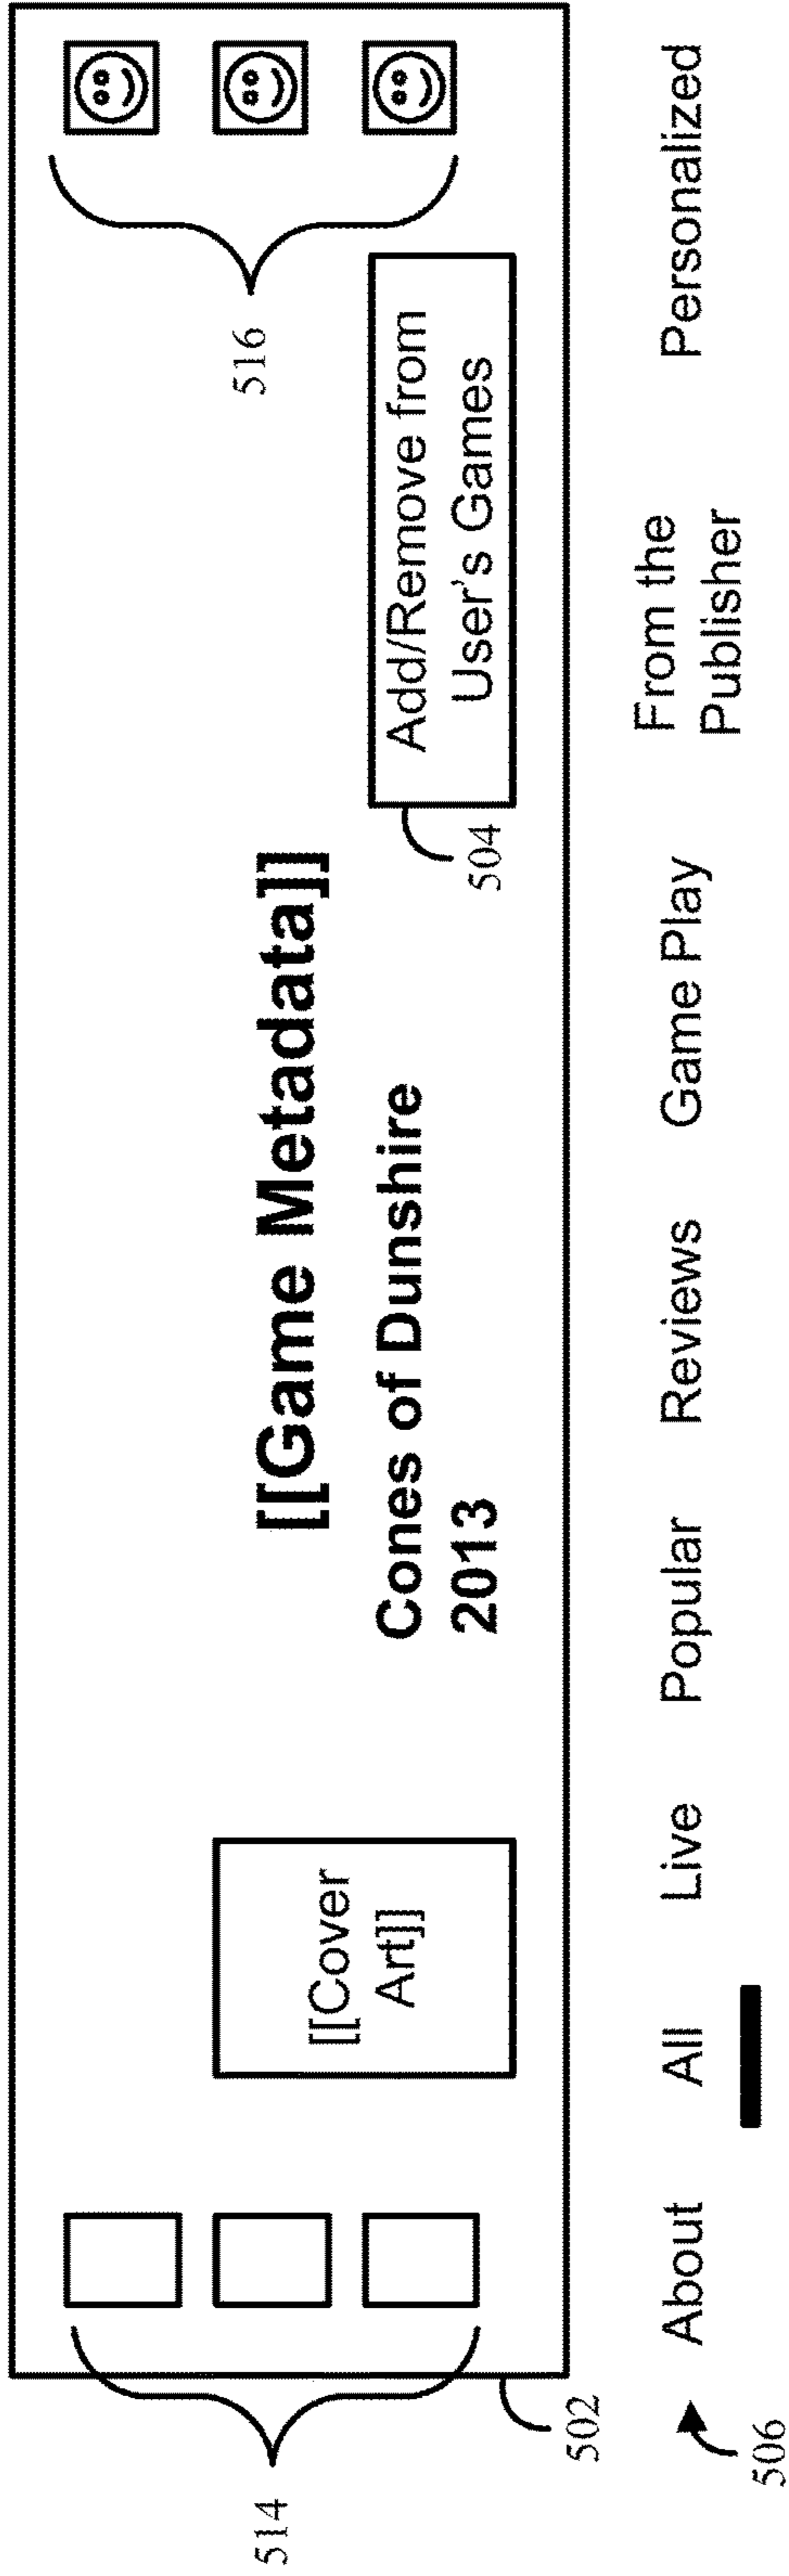 514
516
[[Game Metadata]]
[[Cover
Art]]
Cones of Dunshire
2013
Add/Remove from
User's Games
504
502
506
About
All
Live
Popular
Reviews
Game Play
From the
Publisher
Personalized